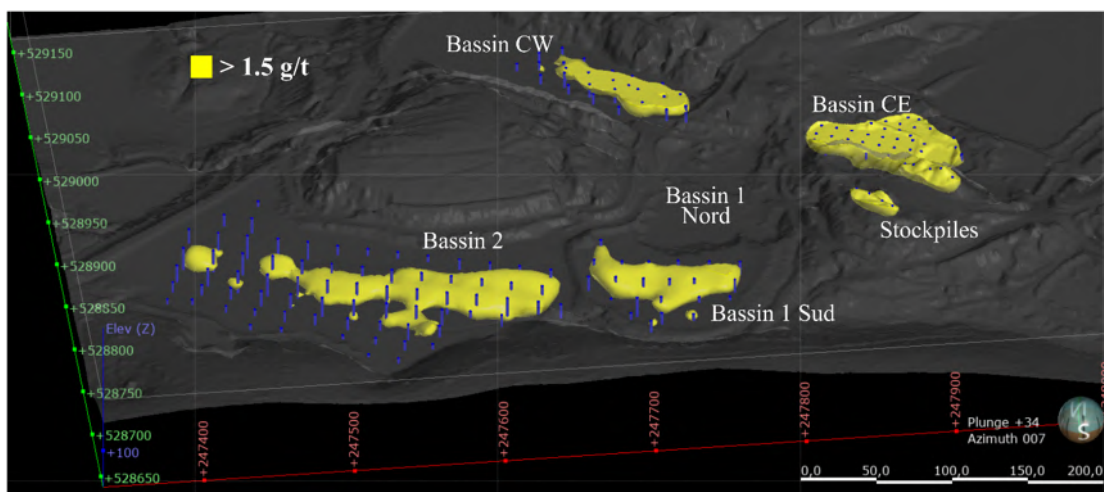 +529150
+529100
+529050
+529000
+528950
+528900
+528850
+528800
+528750
+528700
+528650
> 1.5 g/t
Bassin CW
Bassin CE
Bassin 1
Nord
Stockpiles
Bassin 2
Bassin 1 Sud
Elev (Z)
+100
+247400
+247500
+247600
+247700
+247800
+247900
Plunge +34
Azimuth 007
N
S
0,0
50,0
100,0
150,0
200,0